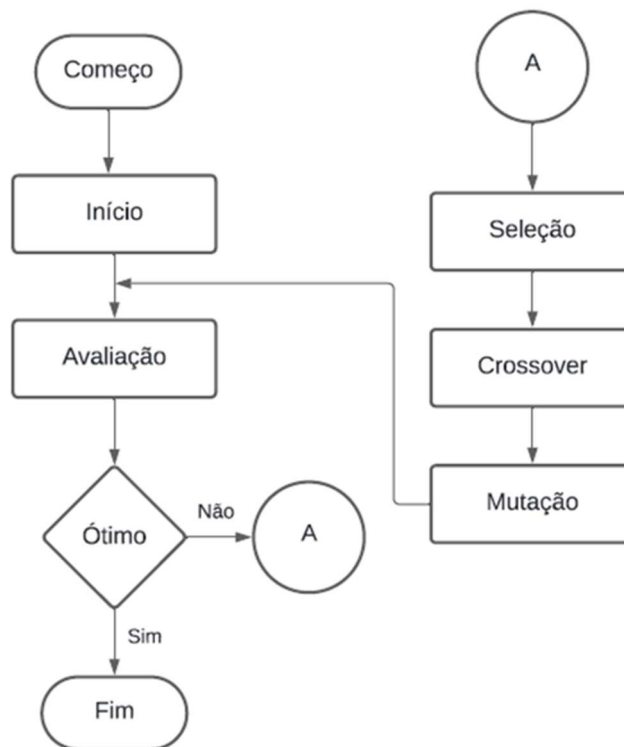 Começo
Início
Avaliação
Ótimo
Não
A
Sim
Fim
A
Seleção
Crossover
Mutação